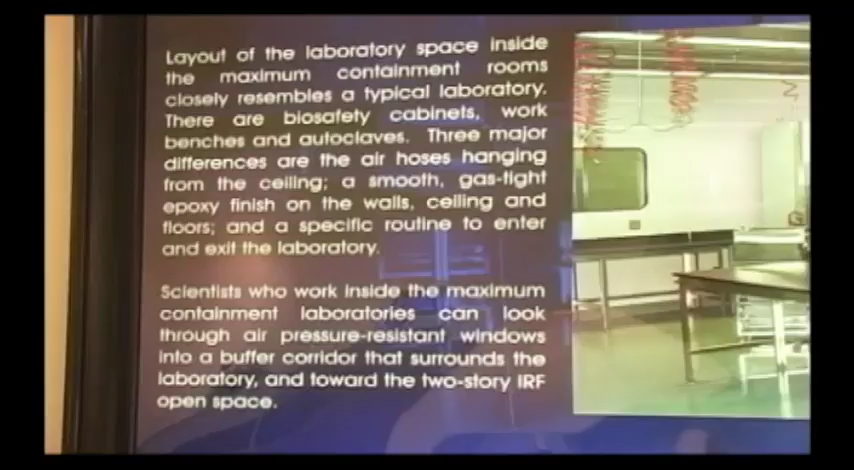 Layout of the laboratory space inside
the maximum containment rooms
closely resembles a typical laboratory.
There are biosafety cabinets, work
benches and autoclaves. Three major
differences are the air hoses hanging
from the ceiling; a smooth, gas-tight
epoxy finish on the walls, ceiling and
floors; and a specific routine to enter
and exit the laboratory.
Scientists who work inside the maximum
containment laboratories can look
through air pressure-resistant windows
into a buffer corridor that surrounds the
laboratory, and toward the two-story IRF
open space.